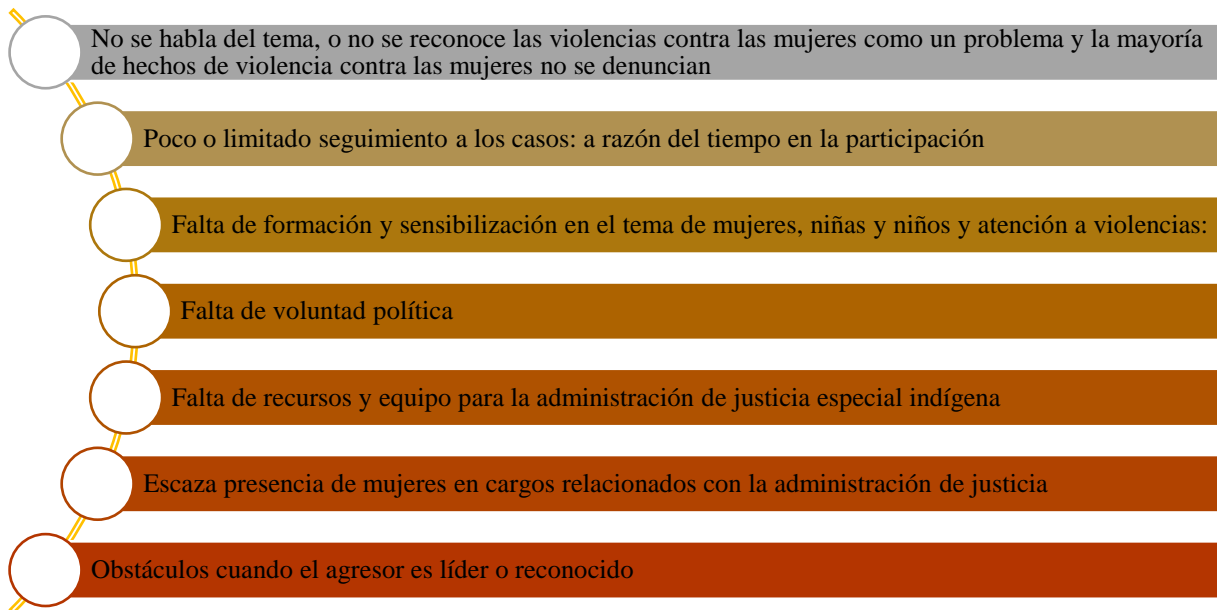 No se habla del tema, o no se reconoce las violencias contra las mujeres como un problema y la mayoría
de hechos de violencia contra las mujeres no se denuncian
Poco o limitado seguimiento a los casos: a razón del tiempo en la participación
Falta de formación y sensibilización en el tema de mujeres, niñas y niños y atención a violencias:
Falta de voluntad política
Falta de recursos y equipo para la administración de justicia especial indígena
Escaza presencia de mujeres en cargos relacionados con la administración de justicia
Obstáculos cuando el agresor es líder o reconocido